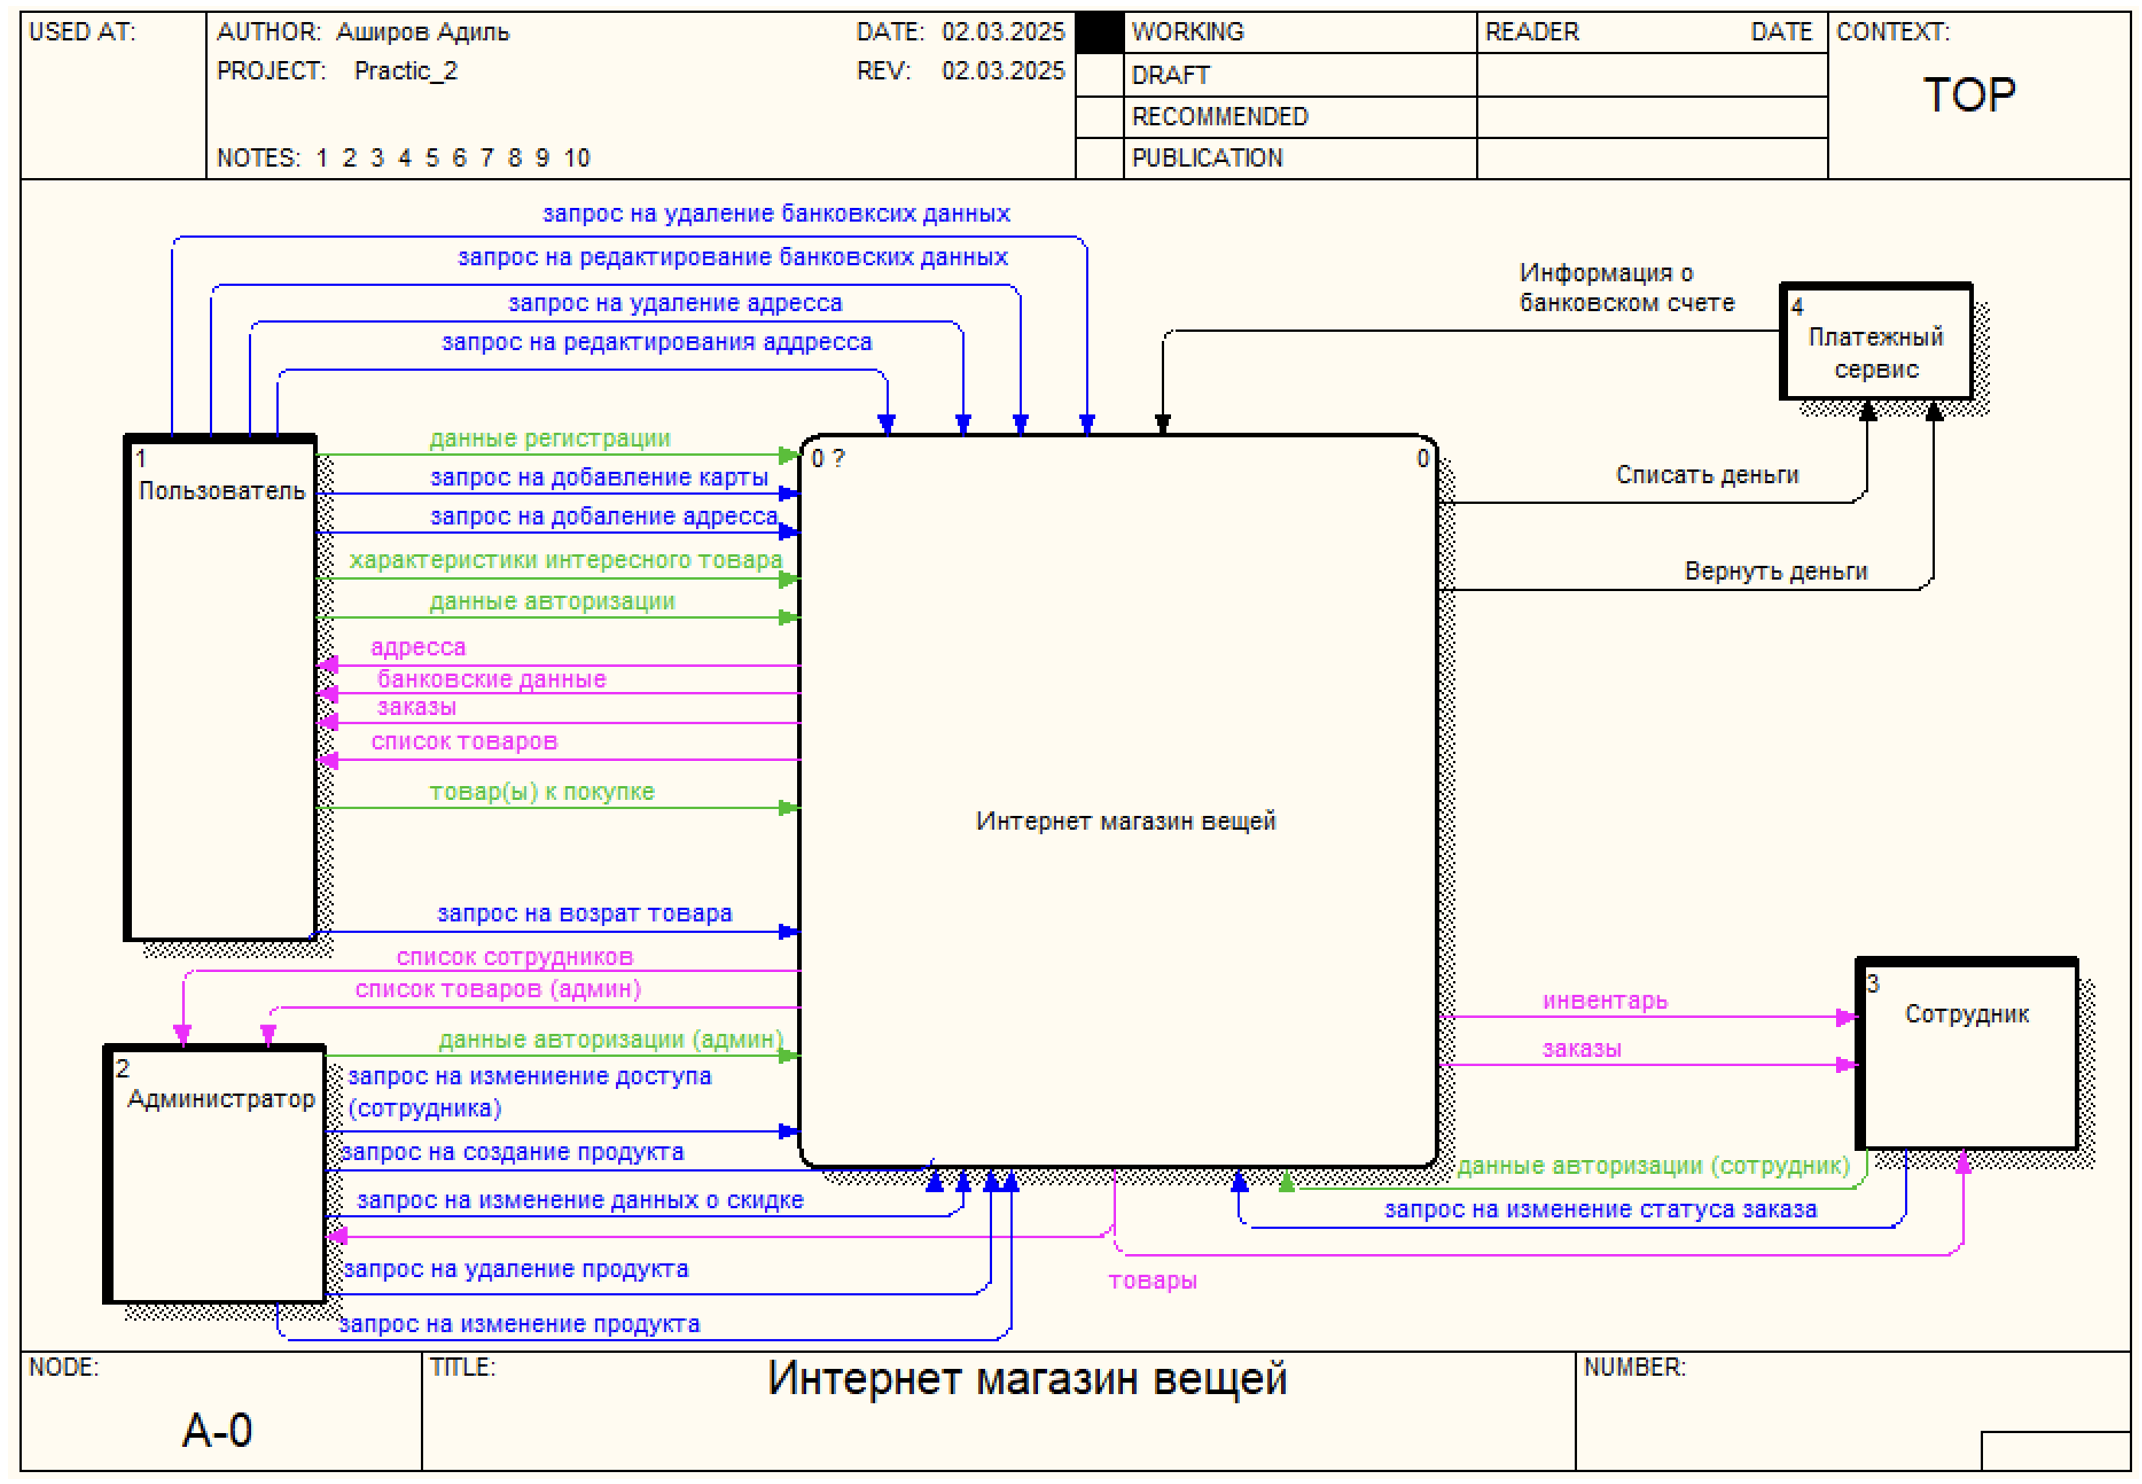 USED AT:
AUTHOR: Аширов Адиль
DATE: 02.03.2025
PROJECT: Practic_2
REV: 02.03.2025
NOTES: 1 2 3 4 5 6 7 8 9 10
WORKING
DRAFT
RECOMMENDED
PUBLICATION
READER
DATE
CONTEXT:
TOP
запрос на удаление банковксих данных
запрос на редактирование банковских данных
запрос на удаление адресса
запрос на редактирования аддресса
Информация о
банковском счете
4
Платежный
сервис
1
Пользователь
данные регистрации
запрос на добавление карты
запрос на добаление адресса
характеристики интересного товара
данные авторизации
адресса
банковские данные
заказы
список товаров
товар(ы) к покупке
запрос на возрат товара
0 ?
0
Интернет магазин вещей
Списать деньги
Вернуть деньги
список сотрудников
список товаров (админ)
данные авторизации (админ)
2
Администратор
запрос на измениение доступа
(сотрудника)
запрос на создание продукта
запрос на изменение данных о скидке
запрос на удаление продукта
запрос на изменение продукта
инвентарь
заказы
3
Сотрудник
данные авторизации (сотрудник)
запрос на изменение статуса заказа
товары
NODE:
A-0
TITLE:
Интернет магазин вещей
NUMBER: